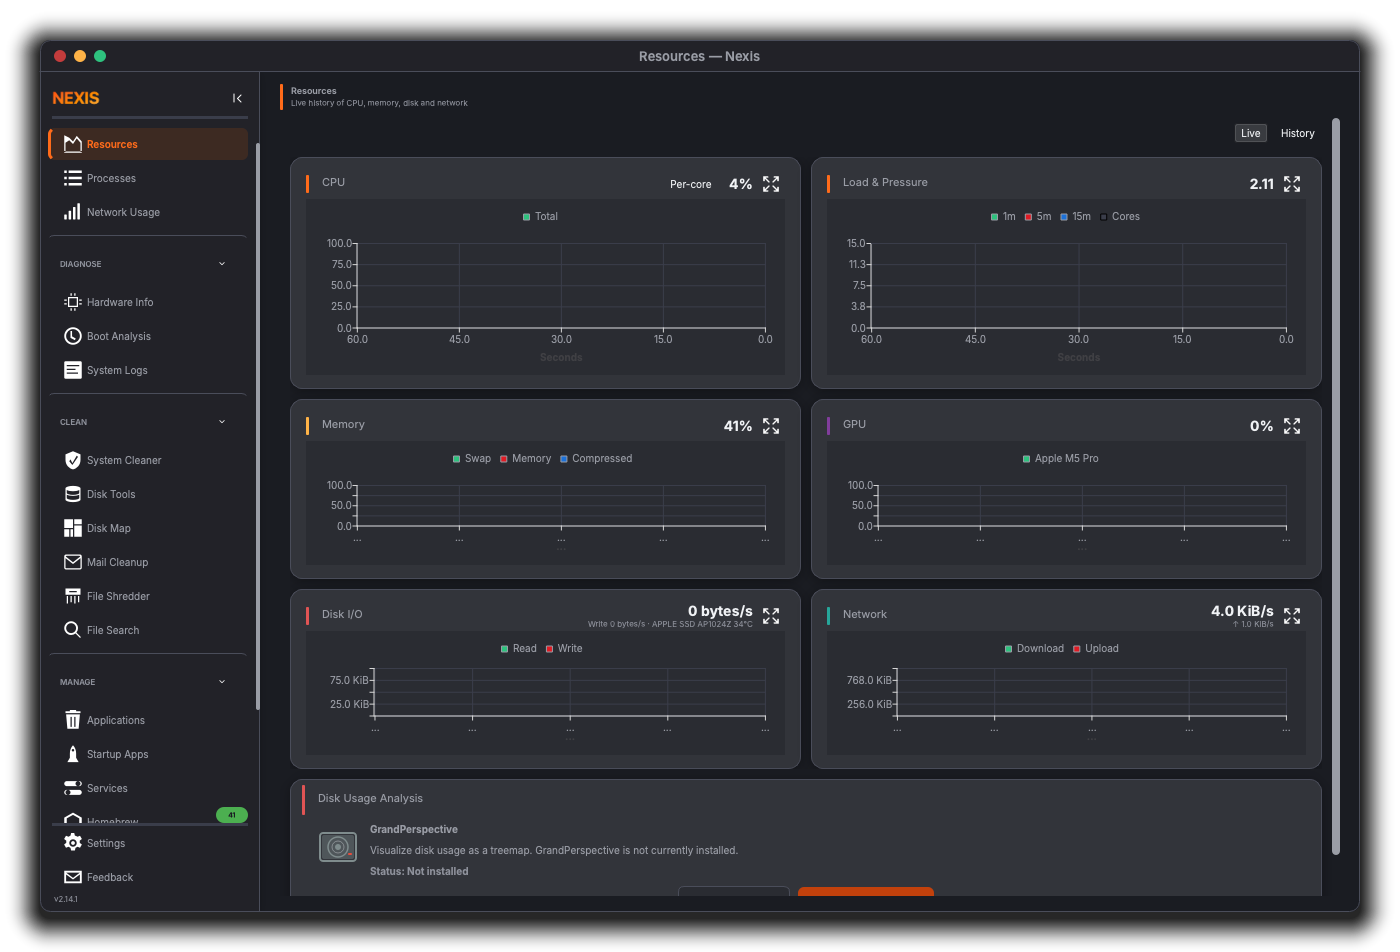 Resources — Nexis
NEXIS
Resources
Processes
Network Usage
DIAGNOSE
Hardware Info
Boot Analysis
System Logs
CLEAN
System Cleaner
Disk Tools
Disk Map
Mail Cleanup
File Shredder
File Search
MANAGE
Applications
Startup Apps
Services
Homebrew 41
Settings
Feedback
v2.14.1
Resources
Live history of CPU, memory, disk and network
Live History
CPU Per-core 4%
Total
100.0
75.0
50.0
25.0
0.0
60.0 45.0 30.0 15.0 0.0
Seconds
Load & Pressure 2.11
1m 5m 15m Cores
15.0
11.3
7.5
3.8
0.0
60.0 45.0 30.0 15.0 0.0
Seconds
Memory 41%
Swap Memory Compressed
100.0
50.0
0.0
... ... ... ... ...
...
GPU 0%
Apple M5 Pro
100.0
50.0
0.0
... ... ... ... ...
...
Disk I/O 0 bytes/s
Write 0 bytes/s · APPLE SSD AP1024Z 34°C
Read Write
75.0 KiB
25.0 KiB
... ... ... ... ...
...
Network 4.0 KiB/s
↑ 1.0 KiB/s
Download Upload
768.0 KiB
256.0 KiB
... ... ... ... ...
...
Disk Usage Analysis
GrandPerspective
Visualize disk usage as a treemap. GrandPerspective is not currently installed.
Status: Not installed